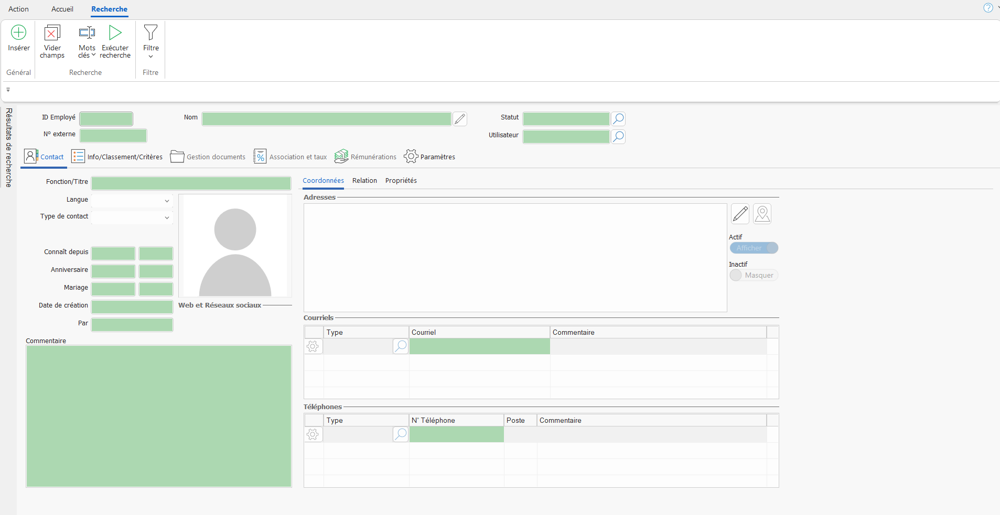 Action Accueil Recherche
Insérer Vider champs Mots clés Exécuter recherche Filtre
Général Recherche Filtre
Résultats de recherche
ID Employé Nom Statut
N° externe Utilisateur
Contact Info/Classement/Critères Gestion documents Association et taux Rémunérations Paramètres
Fonction/Titre
Langue
Type de contact
Connaît depuis
Anniversaire
Mariage
Date de création
Par
Web et Réseaux sociaux
Commentaire
Coordonnées Relation Propriétés
Adresses
Actif
Afficher
Inactif
Masquer
Courriels
Type Courriel Commentaire
Téléphones
Type N° Téléphone Poste Commentaire